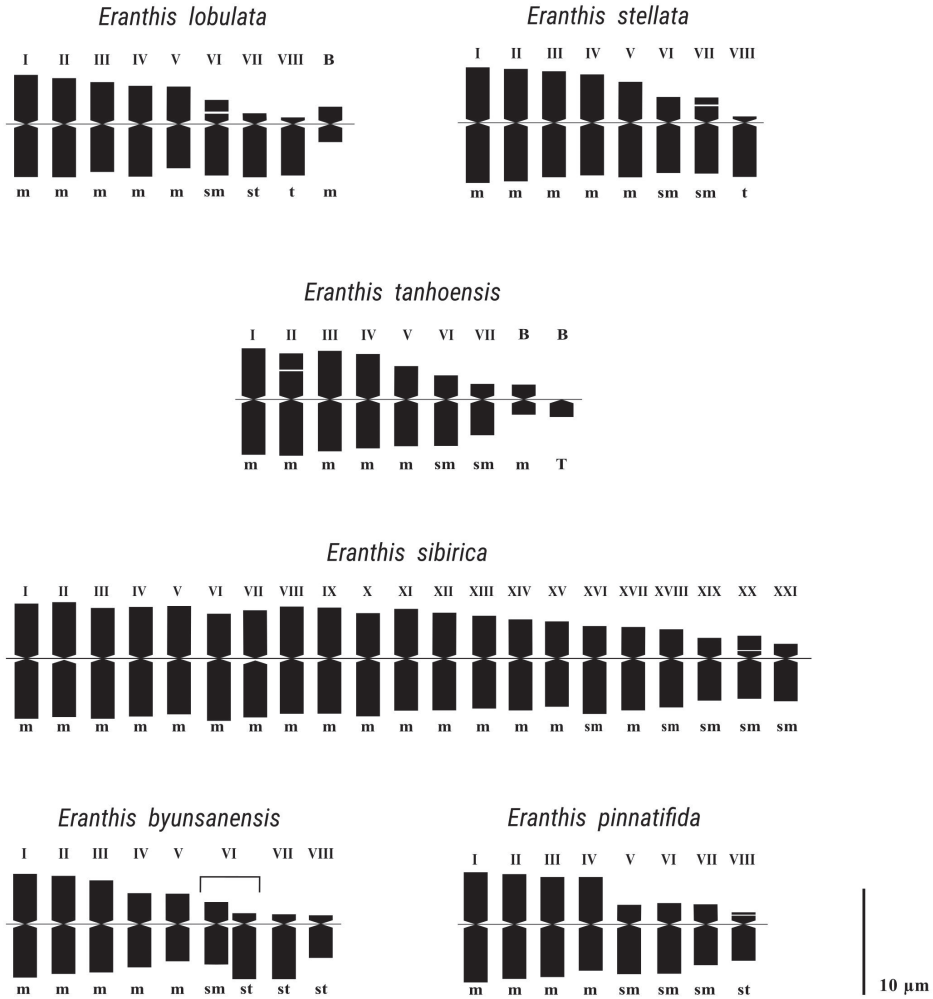 Eranthis lobulata
I II III IV V VI VII VIII B
m m m m m sm st t m
Eranthis stellata
I II III IV V VI VII VIII
m m m m m sm sm t
Eranthis tanhoensis
I II III IV V VI VII B B
m m m m m sm sm m T
Eranthis sibirica
I II III IV V VI VII VIII IX X XI XII XIII XIV XV XVI XVII XVIII XIX XX XXI
m m m m m m m m m m m m m m m sm m sm sm sm sm
Eranthis byunsanensis
I II III IV V VI VII VIII
m m m m m sm st st st
Eranthis pinnatifida
I II III IV V VI VII VIII
m m m m sm sm sm st
10 µm